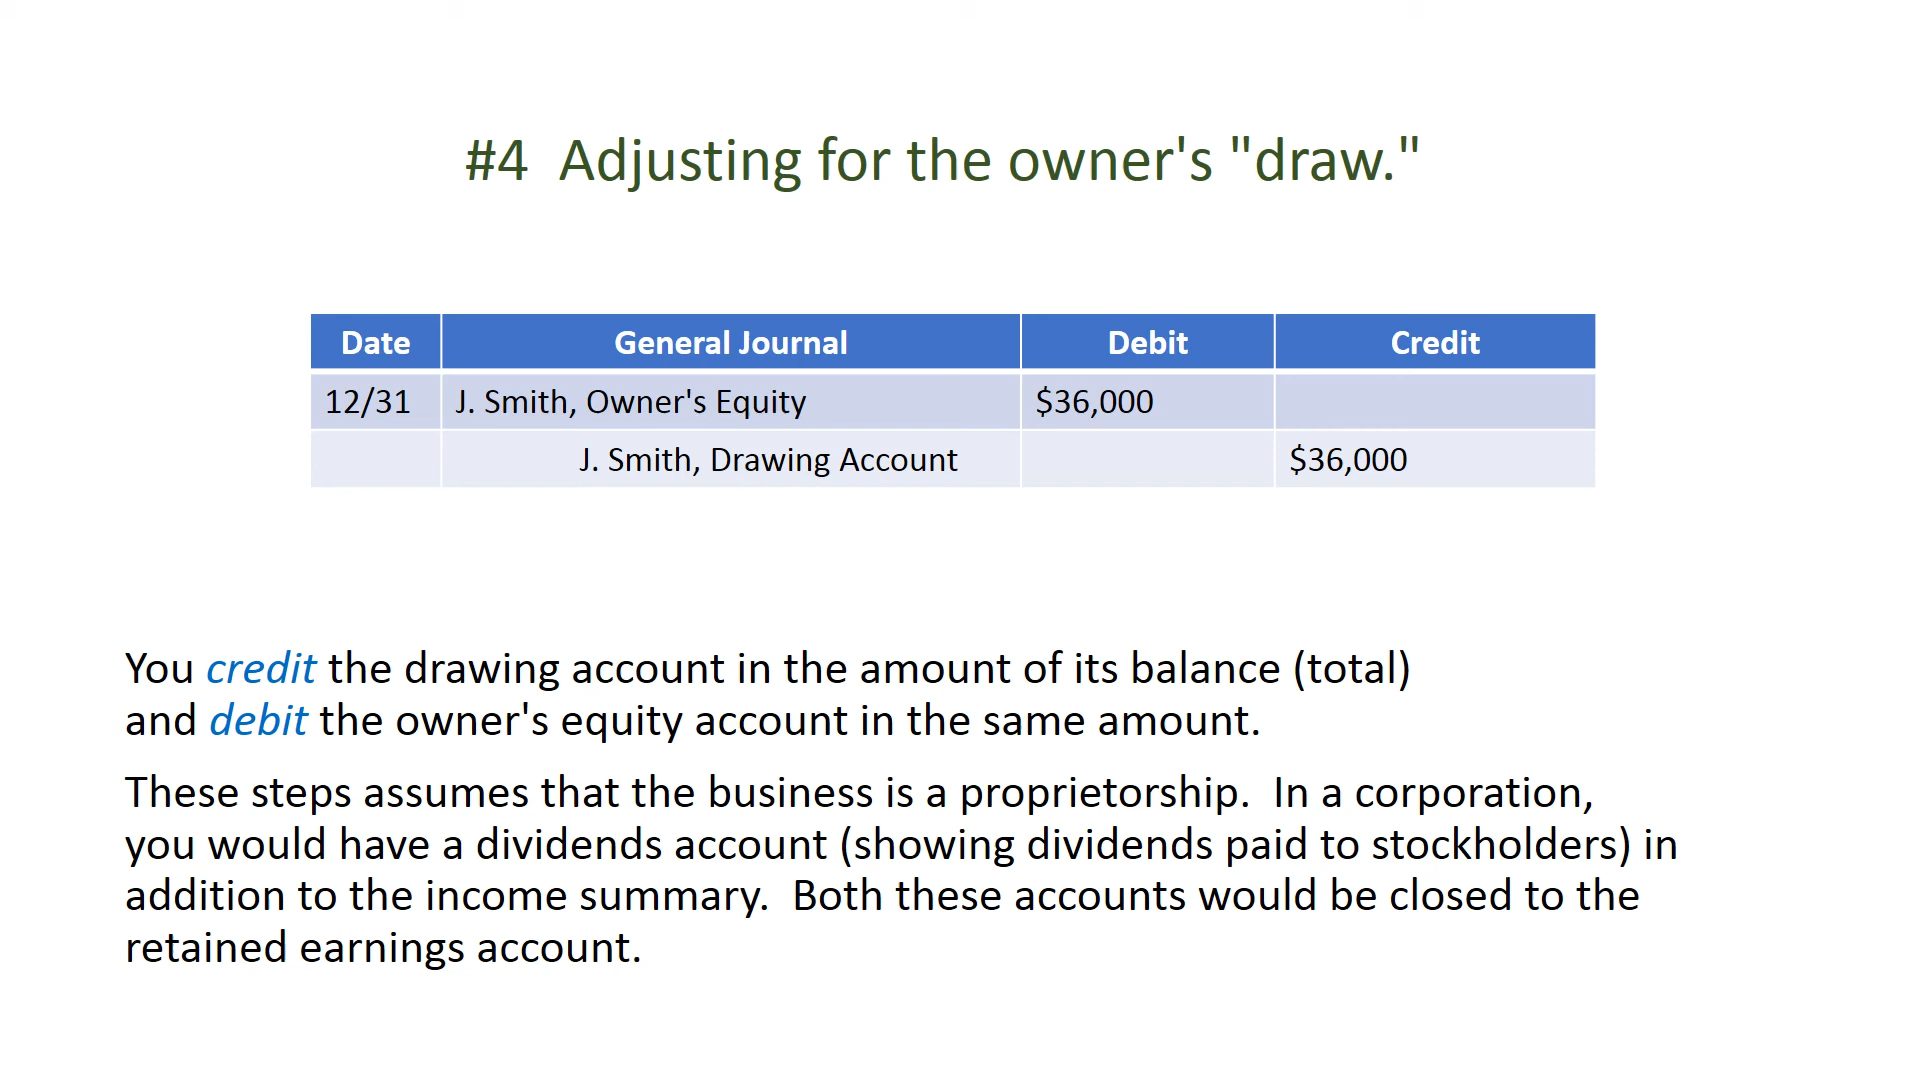 #4  Adjusting for the owner's "draw."
Date General Journal Debit Credit
12/31 J. Smith, Owner's Equity $36,000
J. Smith, Drawing Account $36,000
You credit the drawing account in the amount of its balance (total)
and debit the owner's equity account in the same amount.
These steps assumes that the business is a proprietorship.  In a corporation,
you would have a dividends account (showing dividends paid to stockholders) in
addition to the income summary.  Both these accounts would be closed to the
retained earnings account.